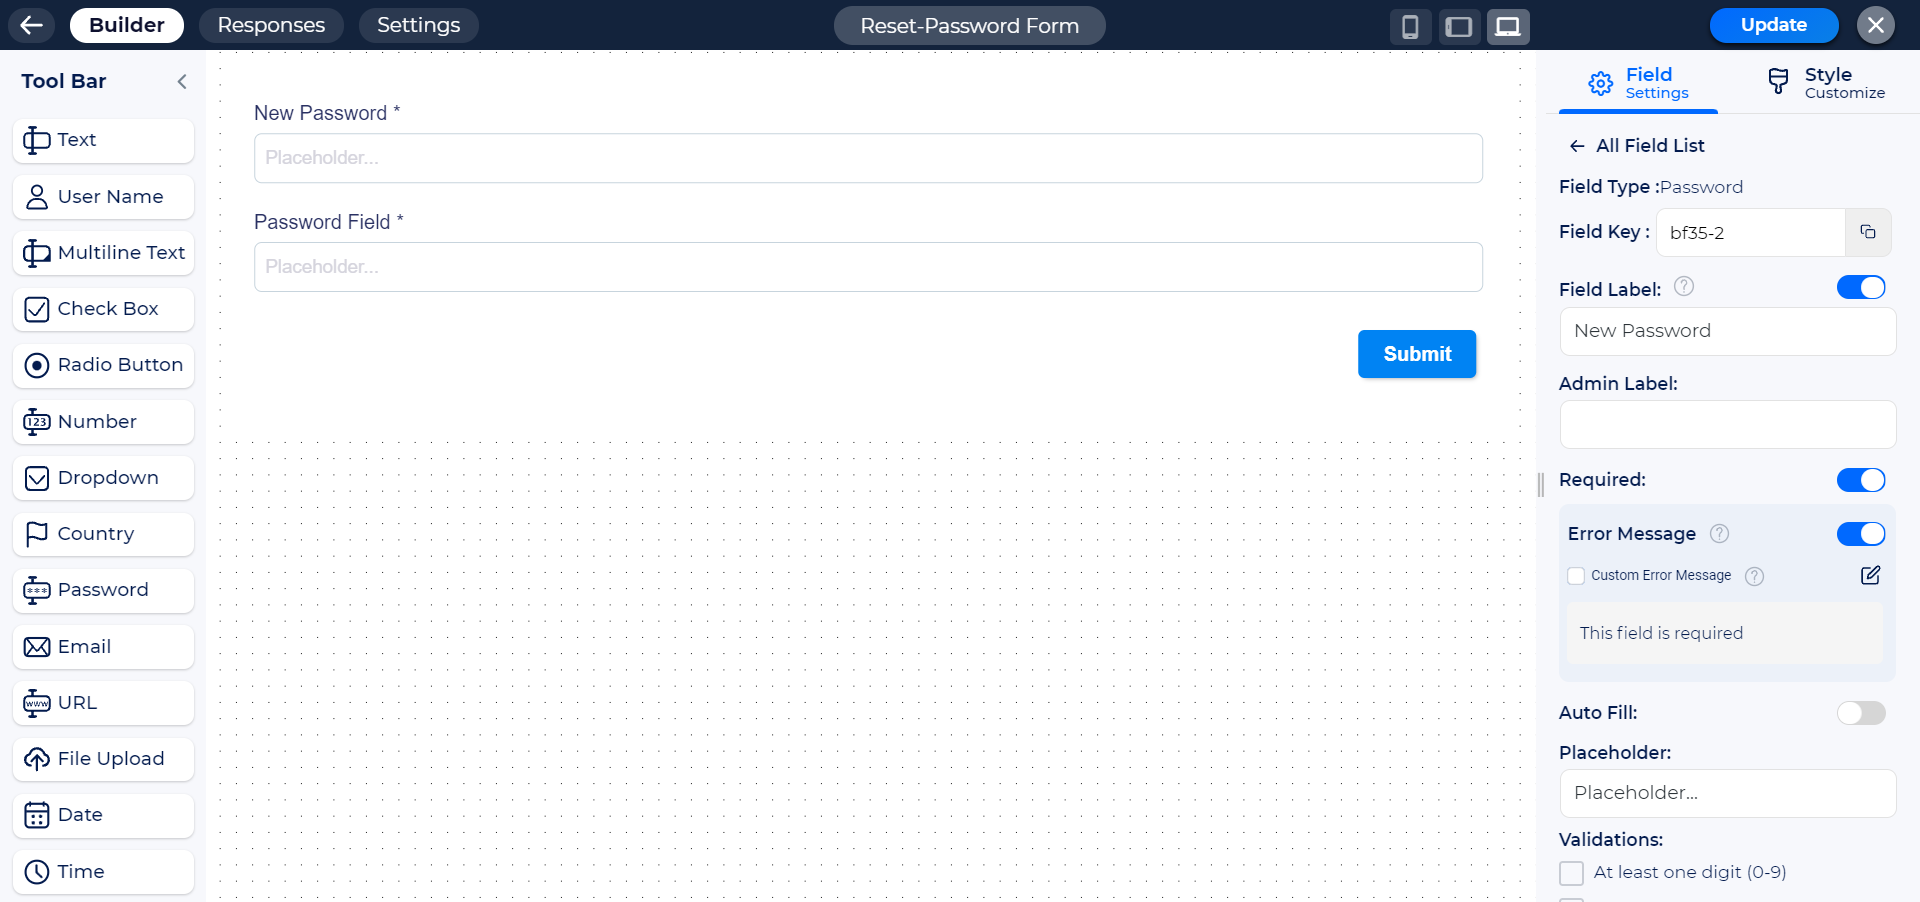 Builder
Responses
Settings
Reset-Password Form
Update
Tool Bar
Text
User Name
Multiline Text
Check Box
Radio Button
123
Number
Dropdown
Country
***
Password
Email
www
URL
File Upload
Date
Time
New Password *
Placeholder...
Password Field *
Placeholder...
Submit
Field
Settings
Style
Customize
All Field List
Field Type :Password
Field Key : bf35-2
Field Label: ?
New Password
Admin Label:
Required:
Error Message ?
Custom Error Message ?
This field is required
Auto Fill:
Placeholder:
Placeholder...
Validations:
At least one digit (0-9)